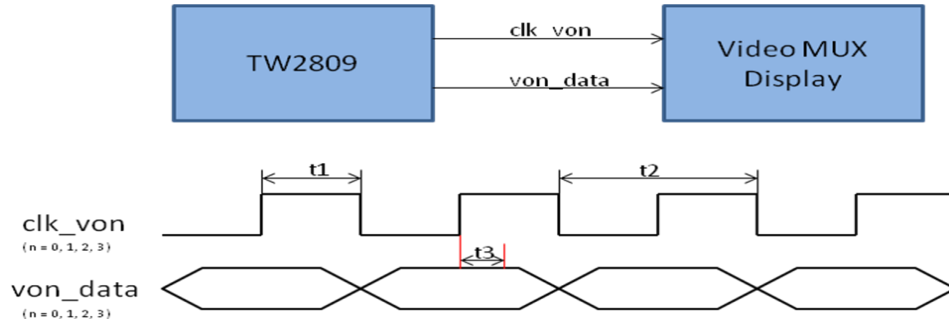 TW2809
clk_von
von_data
Video MUX
Display
t1
t2
clk_von
(n = 0, 1, 2, 3)
t3
von_data
(n = 0, 1, 2, 3)